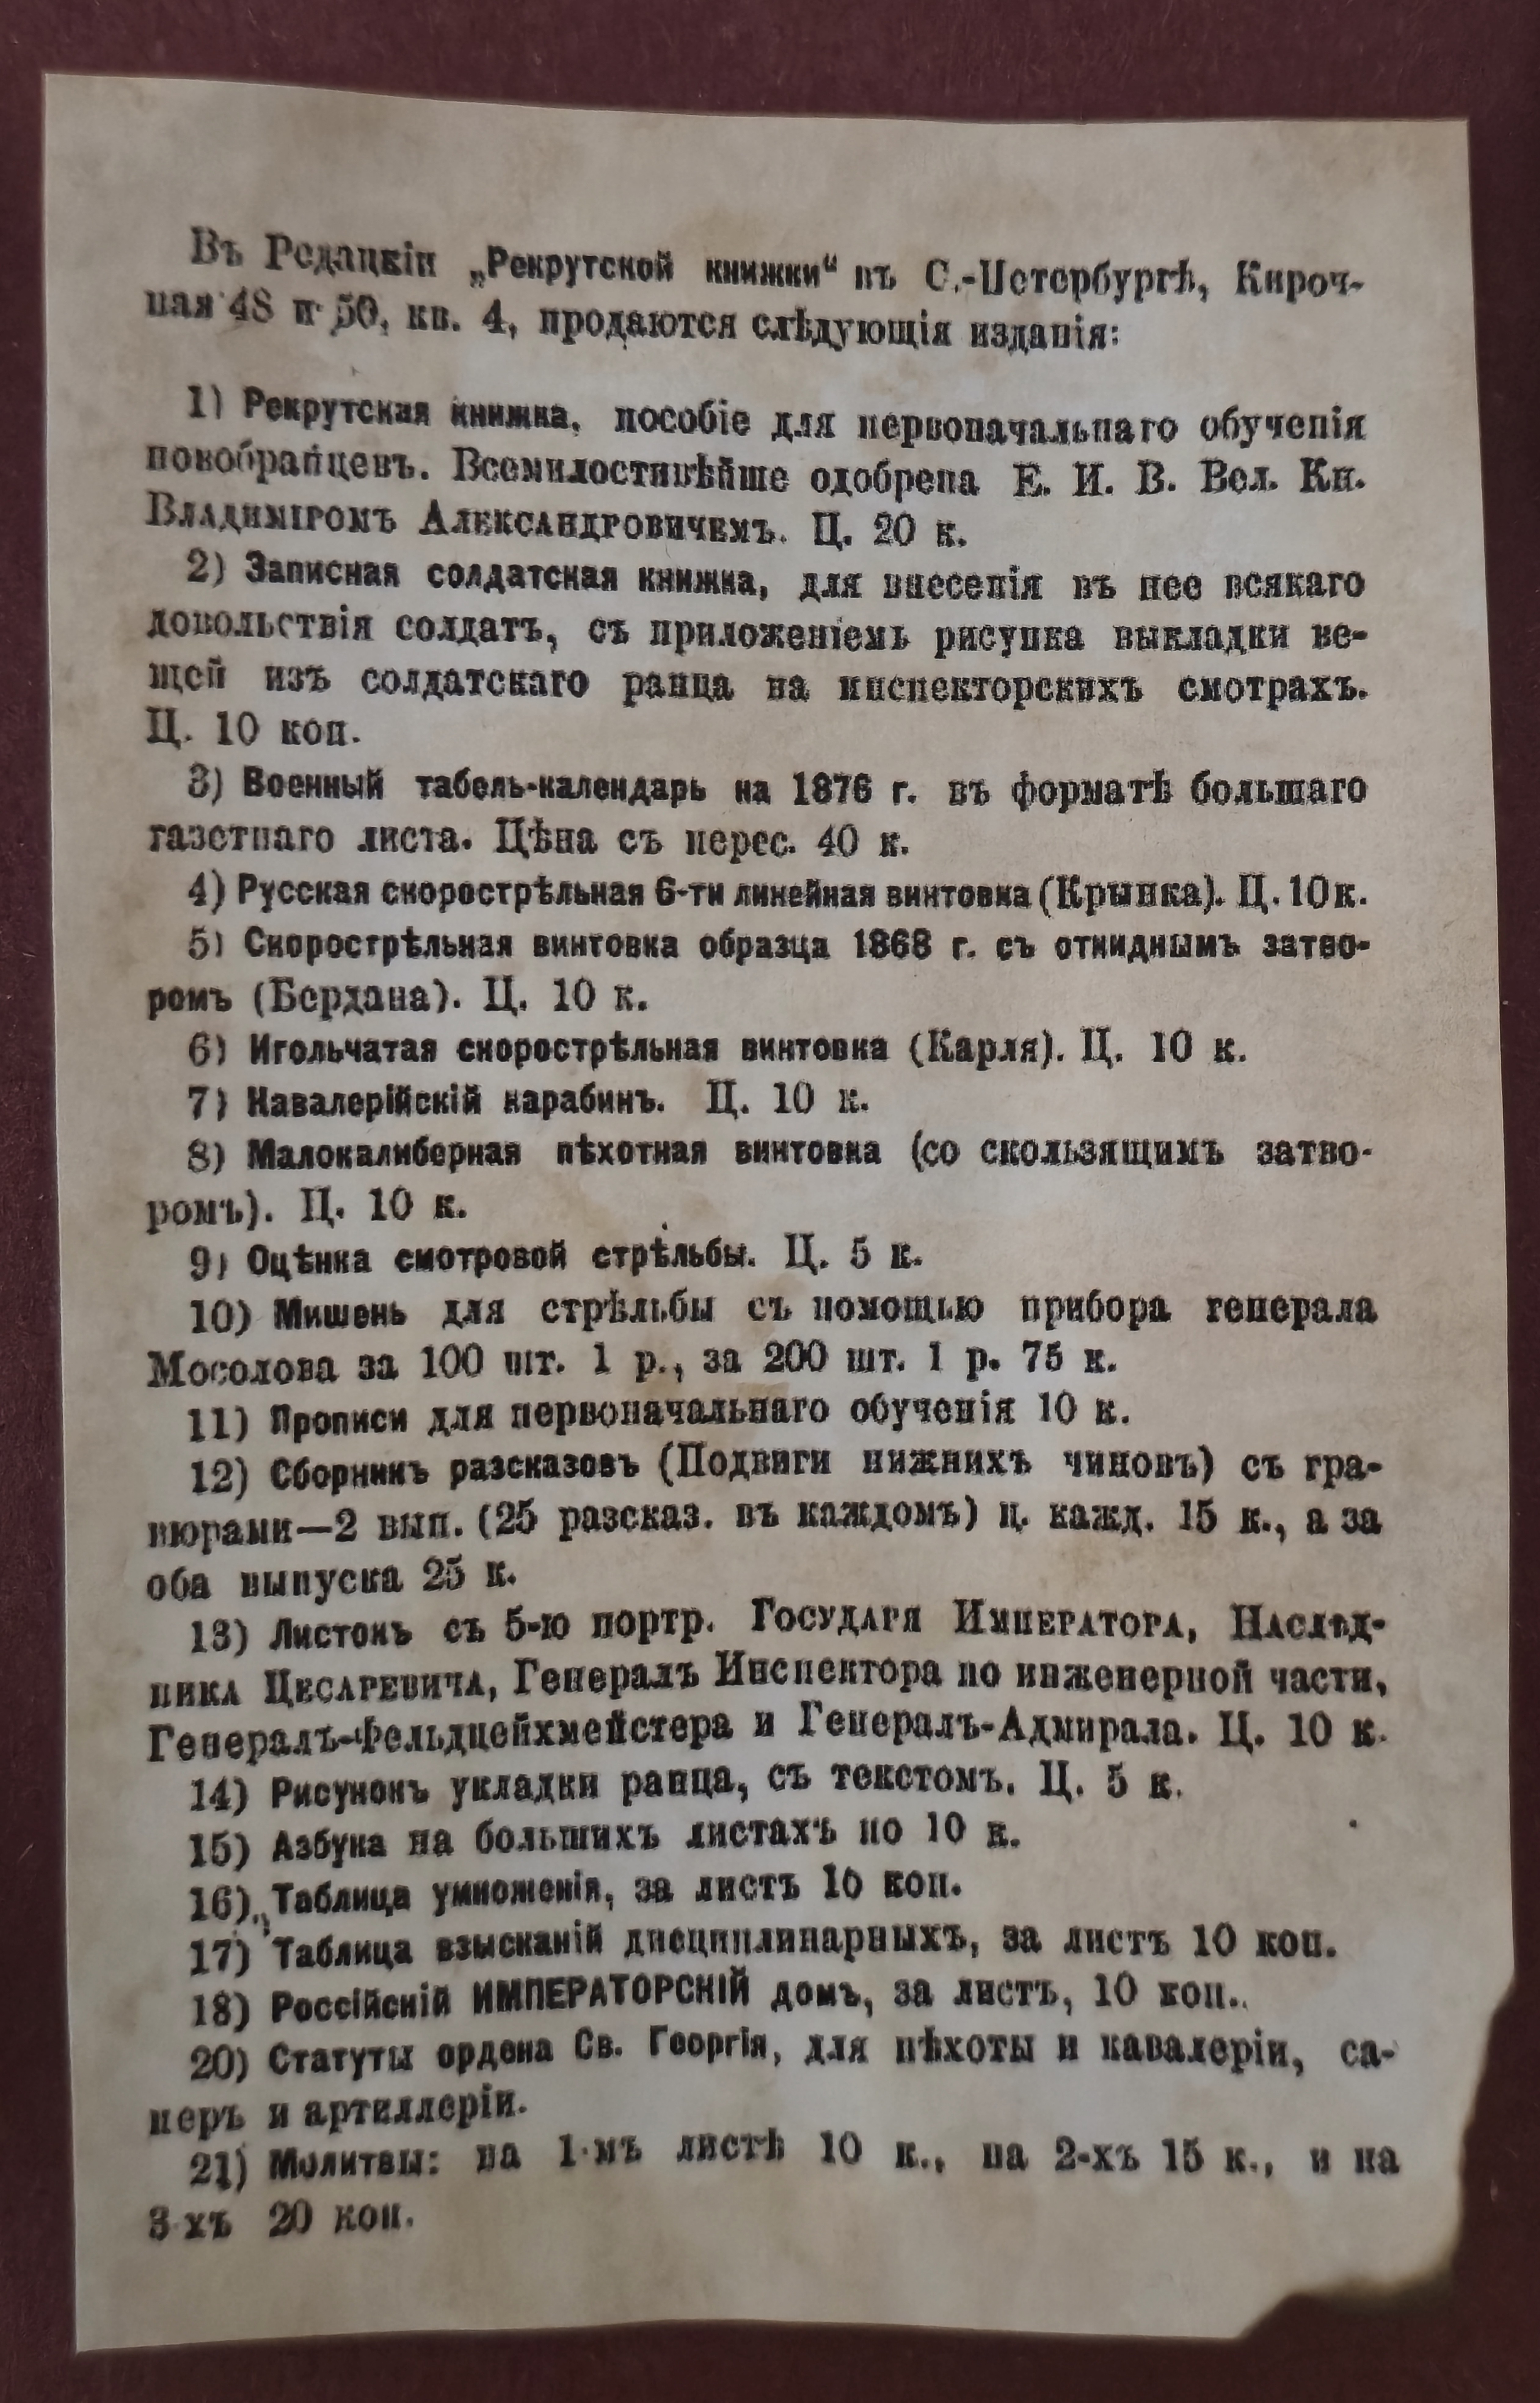 Въ Редацкіи „Рекрутской книжки“ въ С.-Петербургѣ, Кироч-
ная 48 и 50, кв. 4, продаются слѣдующія изданія:
1) Рекрутская книжка, пособіе для первоначальнаго обученія
новобранцевъ. Всемилостивѣйше одобрена Е. И. В. Вел. Кн.
Владиміромъ Александровичемъ. Ц. 20 к.
2) Записная солдатская книжка, для внесенія въ нее всякаго
довольствія солдатъ, съ приложеніемъ рисунка выкладки ве-
щей изъ солдатскаго ранца на инспекторскихъ смотрахъ.
Ц. 10 коп.
3) Военный табель-календарь на 1876 г. въ форматѣ большаго
газетнаго листа. Цѣна съ перес. 40 к.
4) Русская скорострѣльная 6-ти линейная винтовка (Крынка). Ц. 10 к.
5) Скорострѣльная винтовка образца 1868 г. съ откиднымъ затво-
ромъ (Бердана). Ц. 10 к.
6) Игольчатая скорострѣльная винтовка (Карля). Ц. 10 к.
7) Кавалерійскій карабинъ. Ц. 10 к.
8) Малокалиберная пѣхотная винтовка (со скользящимъ затво-
ромъ). Ц. 10 к.
9) Оцѣнка смотровой стрѣльбы. Ц. 5 к.
10) Мишень для стрѣльбы съ помощью прибора генерала
Мосолова за 100 шт. 1 р., за 200 шт. 1 р. 75 к.
11) Прописи для первоначальнаго обученія 10 к.
12) Сборникъ разсказовъ (Подвиги нижнихъ чиновъ) съ гра-
вюрами—2 вып. (25 разсказ. въ каждомъ) ц. кажд. 15 к., а за
оба выпуска 25 к.
13) Листокъ съ 5-ю портр. Государя Императора, Наслѣд-
ника Цесаревича, Генералъ Инспектора по инженерной части,
Генералъ-Фельдцейхмейстера и Генералъ-Адмирала. Ц. 10 к.
14) Рисунокъ укладки ранца, съ текстомъ. Ц. 5 к.
15) Азбука на большихъ листахъ по 10 к.
16) Таблица умноженія, за листъ 10 коп.
17) Таблица взысканій дисциплинарныхъ, за листъ 10 коп.
18) Россійскій ИМПЕРАТОРСКІЙ домъ, за листъ, 10 коп.
20) Статуты ордена Св. Георгія, для пѣхоты и кавалеріи, са-
перъ и артиллеріи.
21) Молитвы: на 1-мъ листѣ 10 к., на 2-хъ 15 к., и на
3-хъ 20 коп.